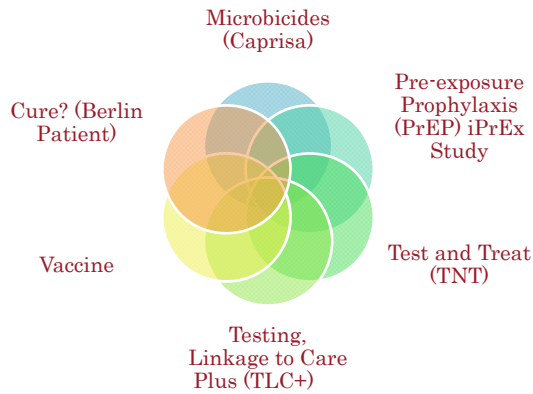 Microbicides
(Caprisa)
Pre-exposure
Prophylaxis
(PrEP) iPrEx
Study
Test and Treat
(TNT)
Testing,
Linkage to Care
Plus (TLC+)
Vaccine
Cure? (Berlin
Patient)